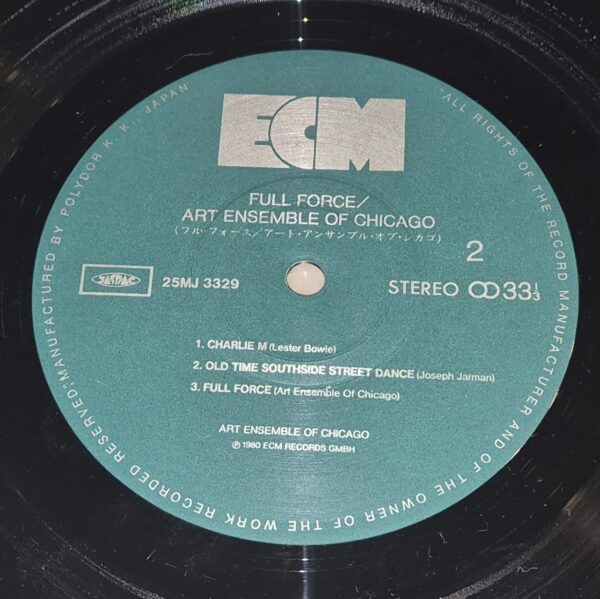 ECM
FULL FORCE/
ART ENSEMBLE OF CHICAGO
(フル フォース/アート・アンサンブル・オブ・シカゴ)
2
JASRAC
25MJ 3329
STEREO 33⅓
1. CHARLIE M (Lester Bowie)
2. OLD TIME SOUTHSIDE STREET DANCE (Joseph Jarman)
3. FULL FORCE (Art Ensemble Of Chicago)
ART ENSEMBLE OF CHICAGO
℗ 1980 ECM RECORDS GMBH
"ALL RIGHTS OF THE RECORD MANUFACTURER AND OF THE OWNER OF THE WORK RECORDED RESERVED," MANUFACTURED BY POLYDOR K. K., JAPAN